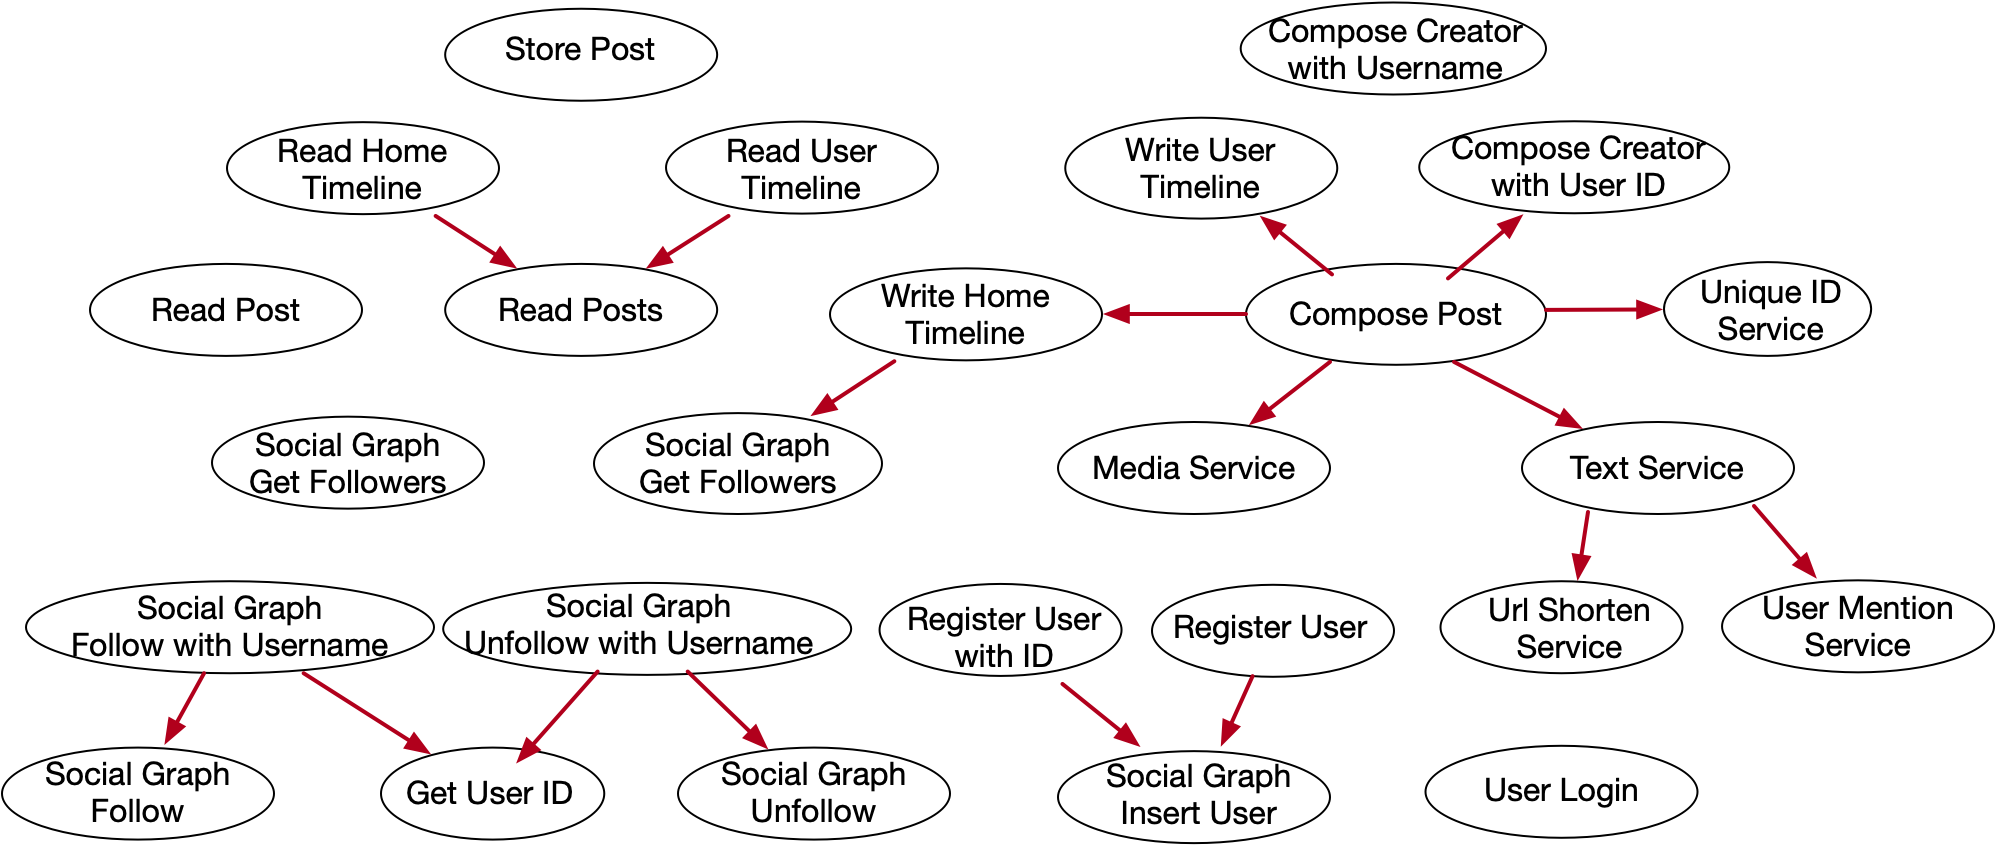 Store Post
Compose Creator
with Username
Read Home
Timeline
Read User
Timeline
Write User
Timeline
Compose Creator
with User ID
Read Post
Read Posts
Write Home
Timeline
Compose Post
Unique ID
Service
Social Graph
Get Followers
Social Graph
Get Followers
Media Service
Text Service
Social Graph
Follow with Username
Social Graph
Unfollow with Username
Register User
with ID
Register User
Url Shorten
Service
User Mention
Service
Social Graph
Follow
Get User ID
Social Graph
Unfollow
Social Graph
Insert User
User Login